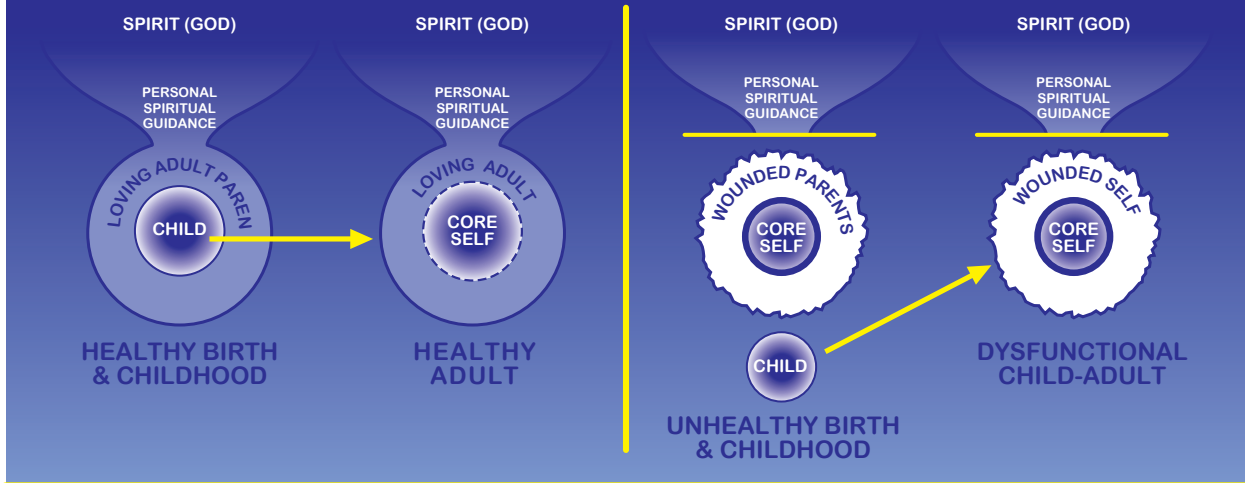 SPIRIT (GOD)
PERSONAL
SPIRITUAL
GUIDANCE
LOVING ADULT PAREN
CHILD
HEALTHY BIRTH
& CHILDHOOD
SPIRIT (GOD)
PERSONAL
SPIRITUAL
GUIDANCE
LOVING ADULT
CORE
SELF
HEALTHY
ADULT
SPIRIT (GOD)
PERSONAL
SPIRITUAL
GUIDANCE
WOUNDED PARENTS
CORE
SELF
CHILD
UNHEALTHY BIRTH
& CHILDHOOD
SPIRIT (GOD)
PERSONAL
SPIRITUAL
GUIDANCE
WOUNDED SELF
CORE
SELF
DYSFUNCTIONAL
CHILD-ADULT